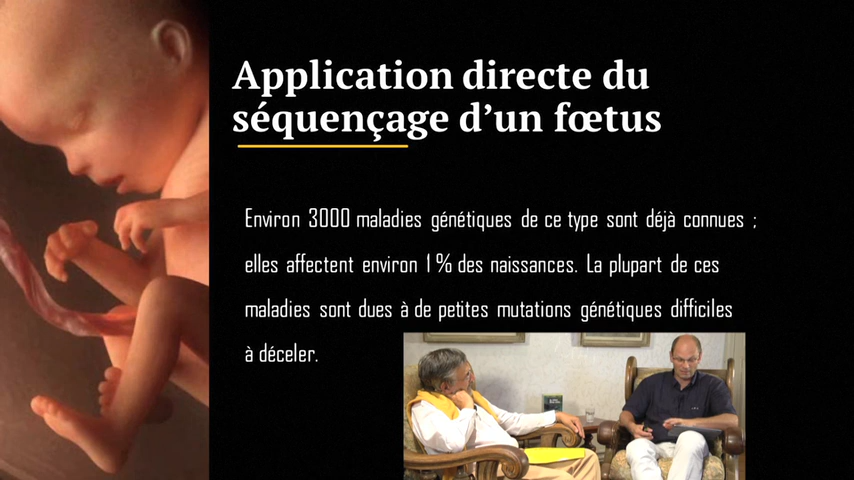 Application directe du
séquençage d’un fœtus
Environ 3000 maladies génétiques de ce type sont déjà connues ;
elles affectent environ 1 % des naissances. La plupart de ces
maladies sont dues à de petites mutations génétiques difficiles
à déceler.